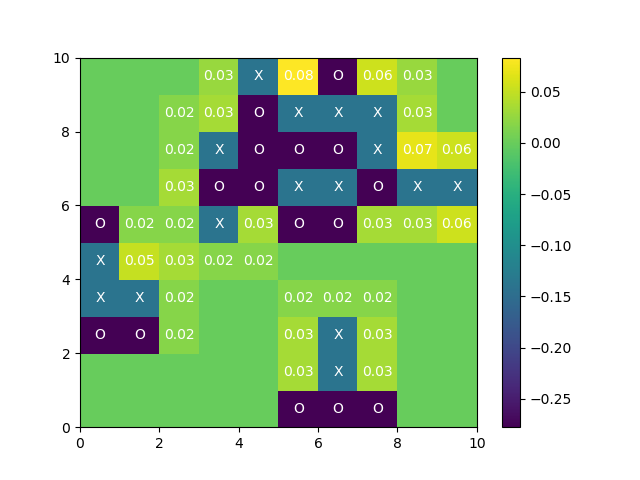 10
0.03 X 0.08 O 0.06 0.03
0.05
8
0.02 0.03 O X X X 0.03
0.00
0.02 X O O O X 0.07 0.06
−0.05
6
0.03 O O X X O X X
−0.10
O 0.02 0.02 X 0.03 O O 0.03 0.03 0.06
4
X 0.05 0.03 0.02 0.02
−0.15
X X 0.02 0.02 0.02 0.02
−0.20
2
O O 0.02 0.03 X 0.03
0.03 X 0.03
−0.25
0
O O O
0 2 4 6 8 10